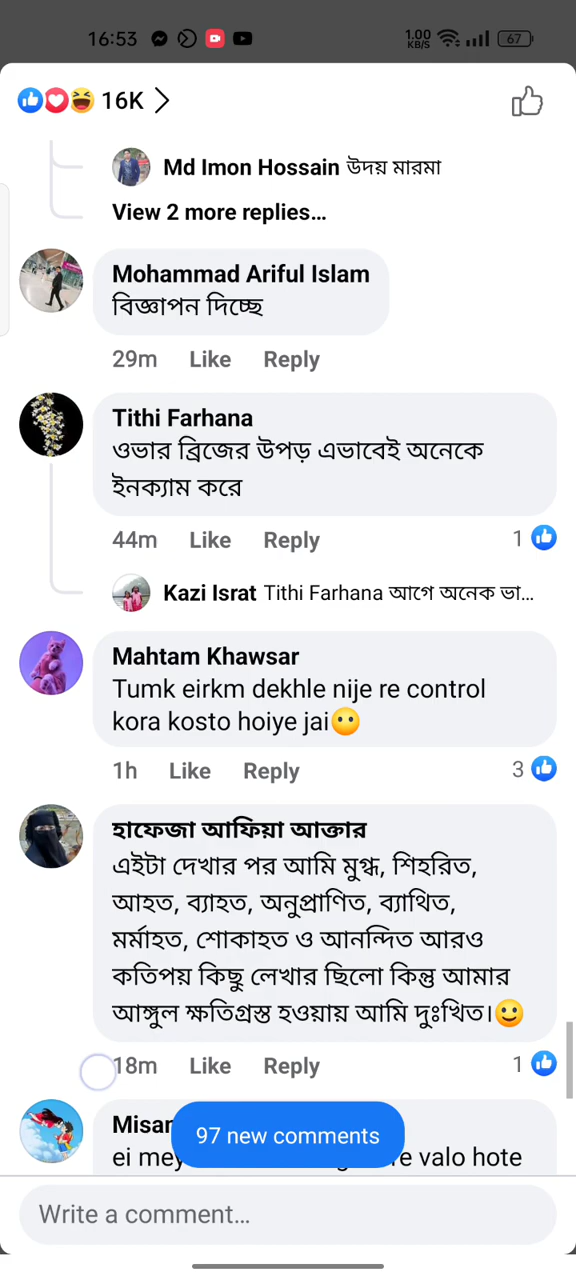 16:53 1.00 KB/S 67
16K
Md Imon Hossain উদয় মারমা
View 2 more replies...
Mohammad Ariful Islam
বিজ্ঞাপন দিচ্ছে
29m Like Reply
Tithi Farhana
ওভার ব্রিজের উপড় এভাবেই অনেকে
ইনক্যাম করে
44m Like Reply 1
Kazi Israt Tithi Farhana আগে অনেক ভা...
Mahtam Khawsar
Tumk eirkm dekhle nije re control
kora kosto hoiye jai😶
1h Like Reply 3
হাফেজা আফিয়া আক্তার
এইটা দেখার পর আমি মুগ্ধ, শিহরিত,
আহত, ব্যাহত, অনুপ্রাণিত, ব্যাথিত,
মর্মাহত, শোকাহত ও আনন্দিত আরও
কতিপয় কিছু লেখার ছিলো কিন্তু আমার
আঙ্গুল ক্ষতিগ্রস্ত হওয়ায় আমি দুঃখিত।🙂
18m Like Reply 1
97 new comments
ei valo hote
Write a comment...